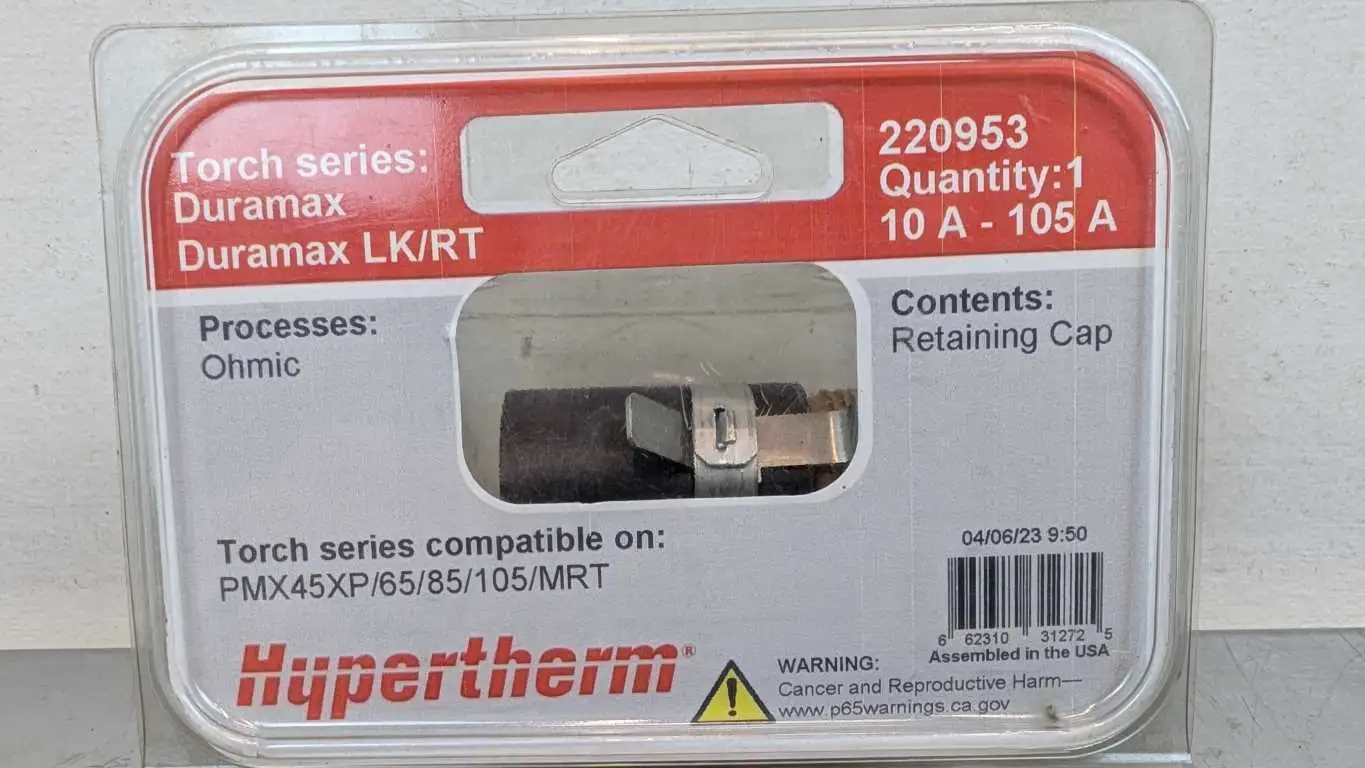 Torch series:
Duramax
Duramax LK/RT
220953
Quantity:1
10 A - 105 A
Processes:
Ohmic
Contents:
Retaining Cap
Torch series compatible on:
PMX45XP/65/85/105/MRT
Hypertherm®
04/06/23 9:50
6 62310 31272 5
Assembled in the USA
WARNING:
Cancer and Reproductive Harm—
www.p65warnings.ca.gov